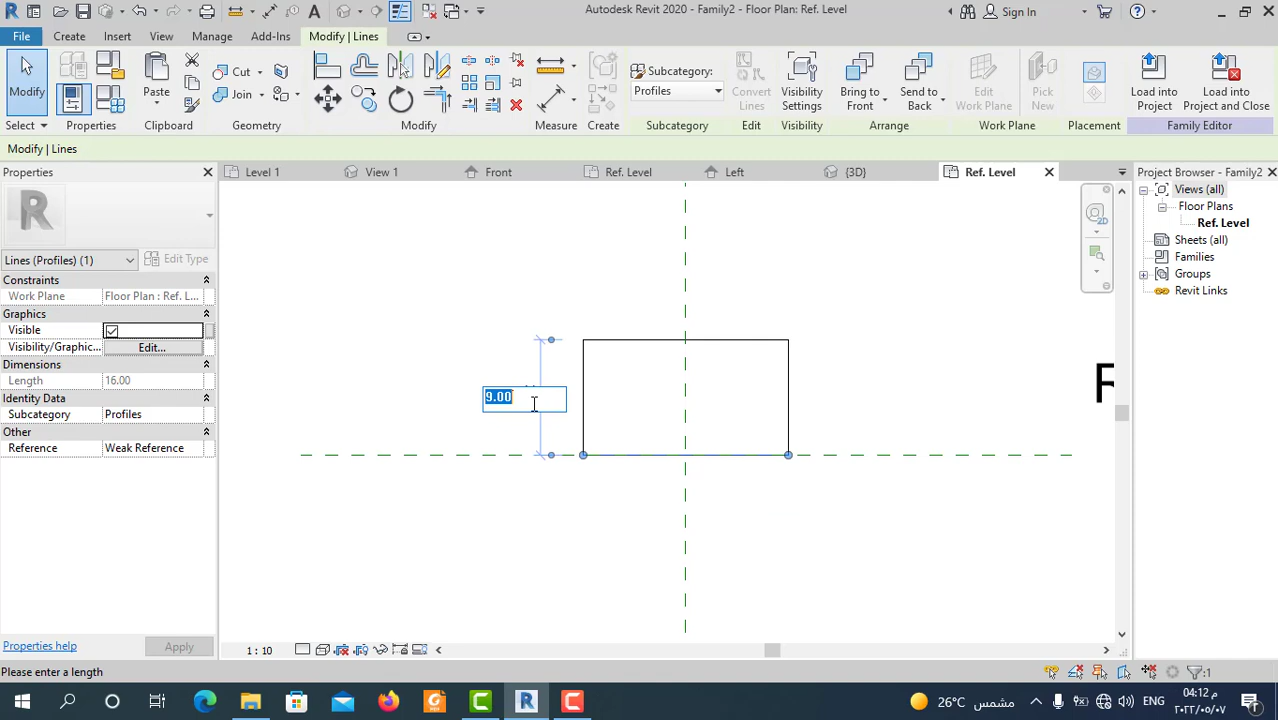 Autodesk Revit 2020 - Family2 - Floor Plan: Ref. Level
Sign In
File
Create
Insert
View
Manage
Add-Ins
Modify | Lines
Modify
Paste
Cut
Join
Subcategory:
Profiles
Convert Lines
Visibility Settings
Bring to Front
Send to Back
Edit Work Plane
Pick New
Load into Project
Load into Project and Close
Select
Properties
Clipboard
Geometry
Modify
Measure
Create
Subcategory
Edit
Visibility
Arrange
Work Plane
Placement
Family Editor
Modify | Lines
Properties
Level 1
View 1
Front
Ref. Level
Left
{3D}
Ref. Level
Project Browser - Family2
Lines (Profiles) (1)
Edit Type
Constraints
Work Plane
Floor Plan : Ref. L...
Graphics
Visible
Visibility/Graphic...
Edit...
Dimensions
Length
16.00
Identity Data
Subcategory
Profiles
Other
Reference
Weak Reference
Properties help
Apply
9.00
2D
Views (all)
Floor Plans
Ref. Level
Sheets (all)
Families
Groups
Revit Links
1 : 10
Please enter a length
:1
26°C مشمس
ENG
04:12 م
٢٠٢٢/٠٥/٠٧